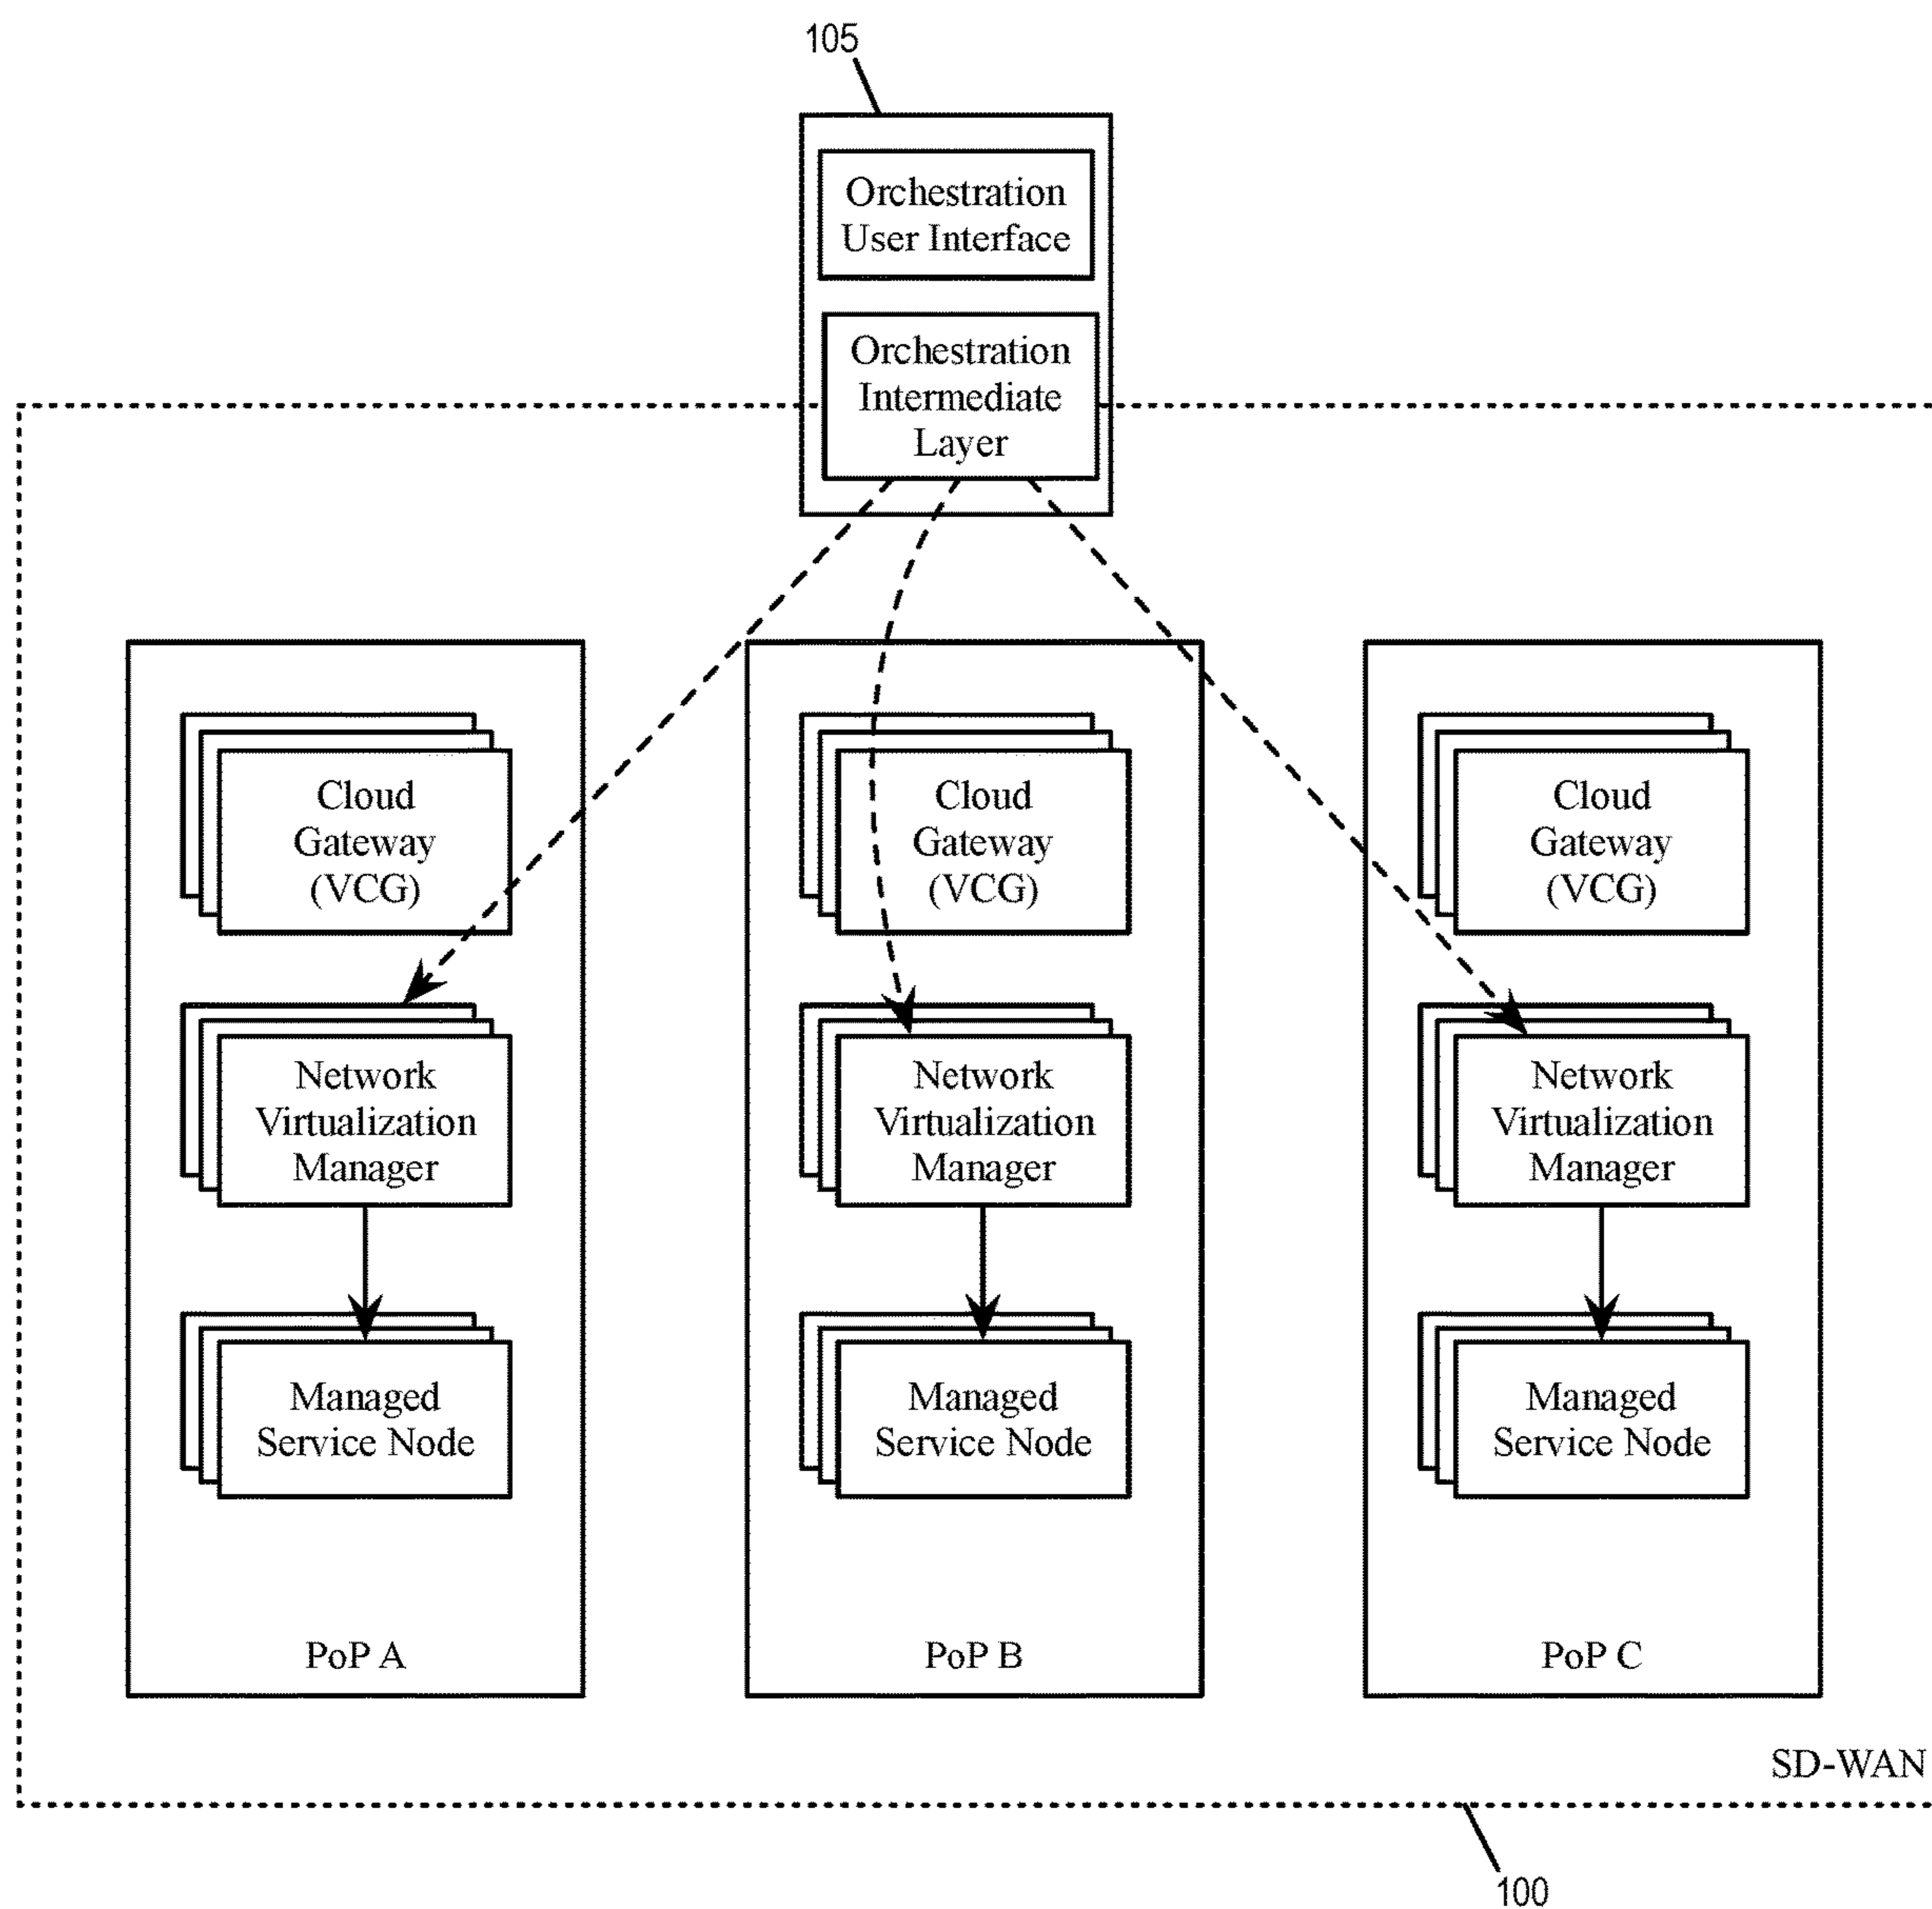 105
Orchestration
User Interface
Orchestration
Intermediate
Layer
Cloud
Gateway
(VCG)
Network
Virtualization
Manager
Managed
Service Node
PoP A
Cloud
Gateway
(VCG)
Network
Virtualization
Manager
Managed
Service Node
PoP B
Cloud
Gateway
(VCG)
Network
Virtualization
Manager
Managed
Service Node
PoP C
SD-WAN
100